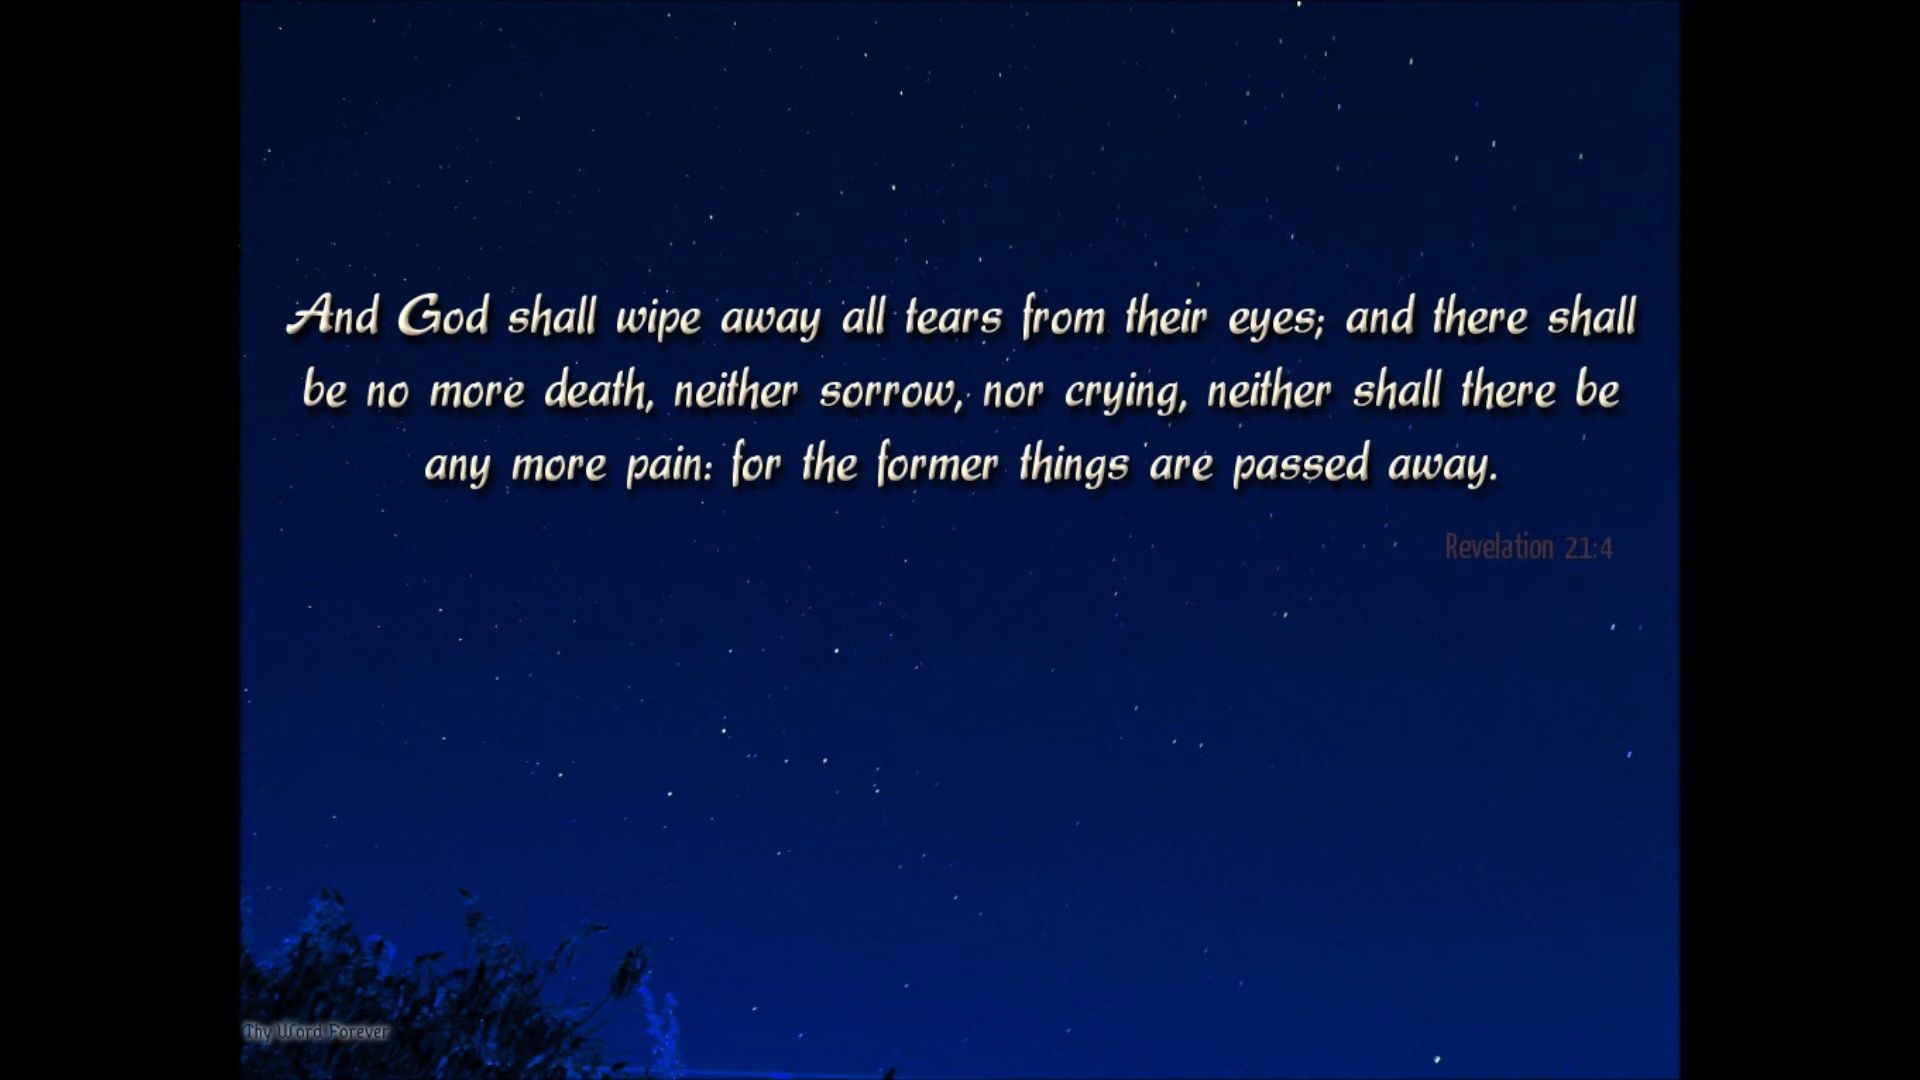 And God shall wipe away all tears from their eyes; and there shall
be no more death, neither sorrow, nor crying, neither shall there be
any more pain: for the former things are passed away.
Revelation 21:4
Thy Word Forever